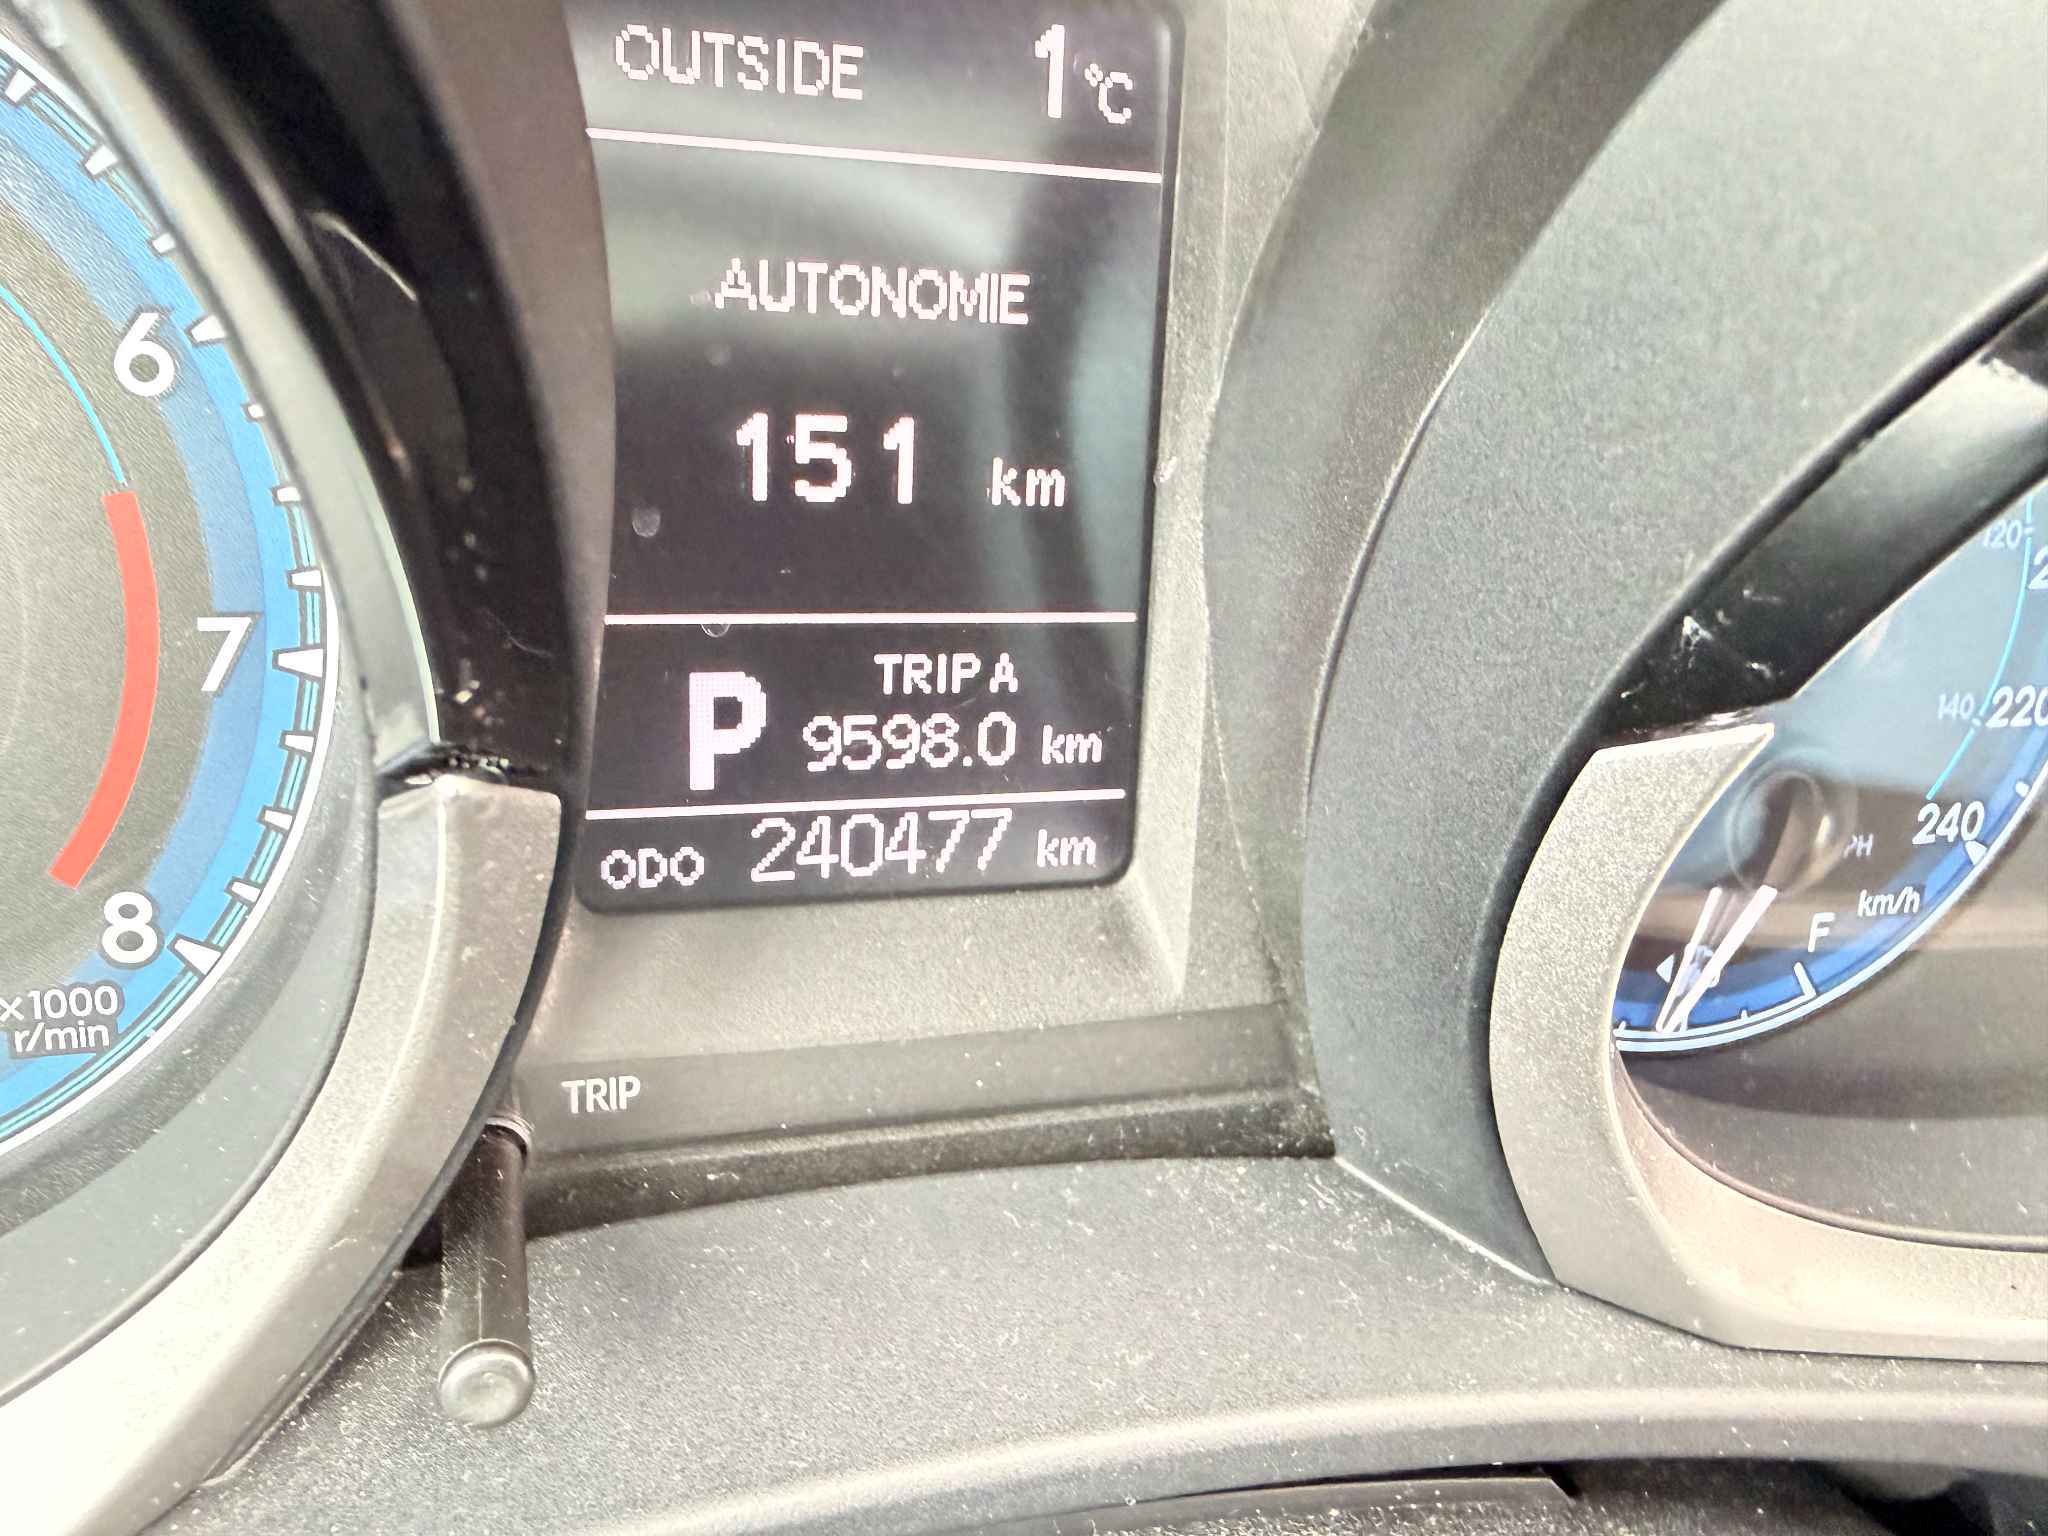 OUTSIDE 1°C
AUTONOMIE
151 km
P
TRIP A
9598.0 km
ODO 240477 km
TRIP
6
7
8
×1000
r/min
120
140
220
240
km/h
F